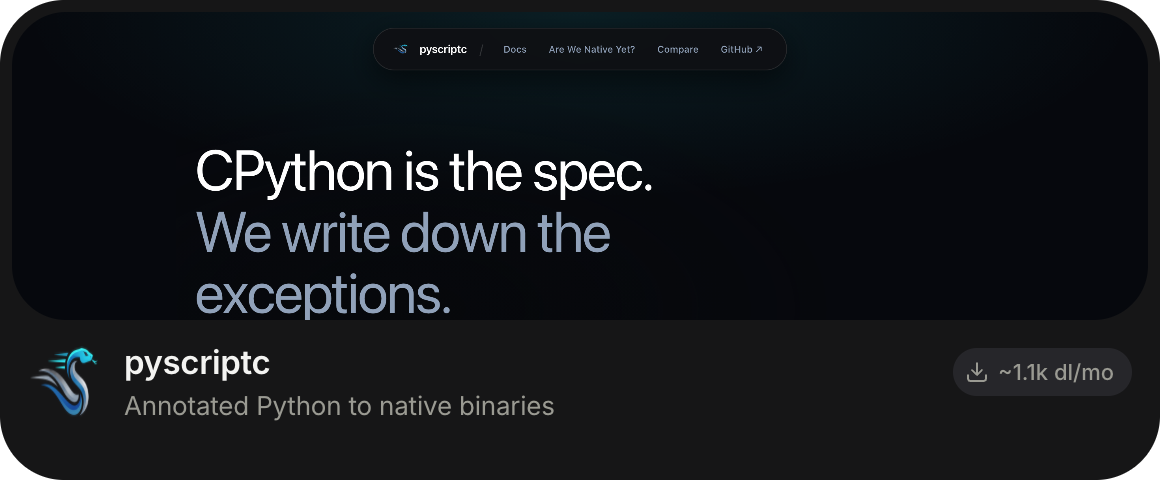 pyscriptc / Docs Are We Native Yet? Compare GitHub ↗
CPython is the spec.
We write down the
exceptions.
pyscriptc
~1.1k dl/mo
Annotated Python to native binaries